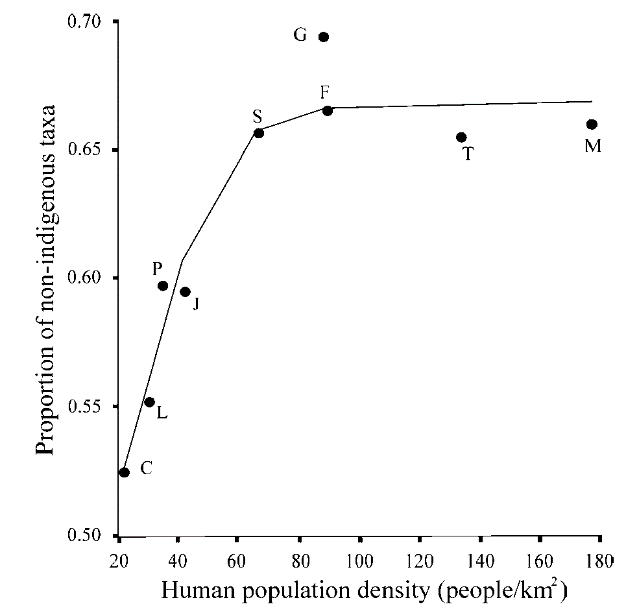 0.70
G
F
S
0.65
T
M
P
0.60
J
0.55
L
C
0.50
20 40 60 80 100 120 140 160 180
Human population density (people/km²)
Proportion of non-indigenous taxa